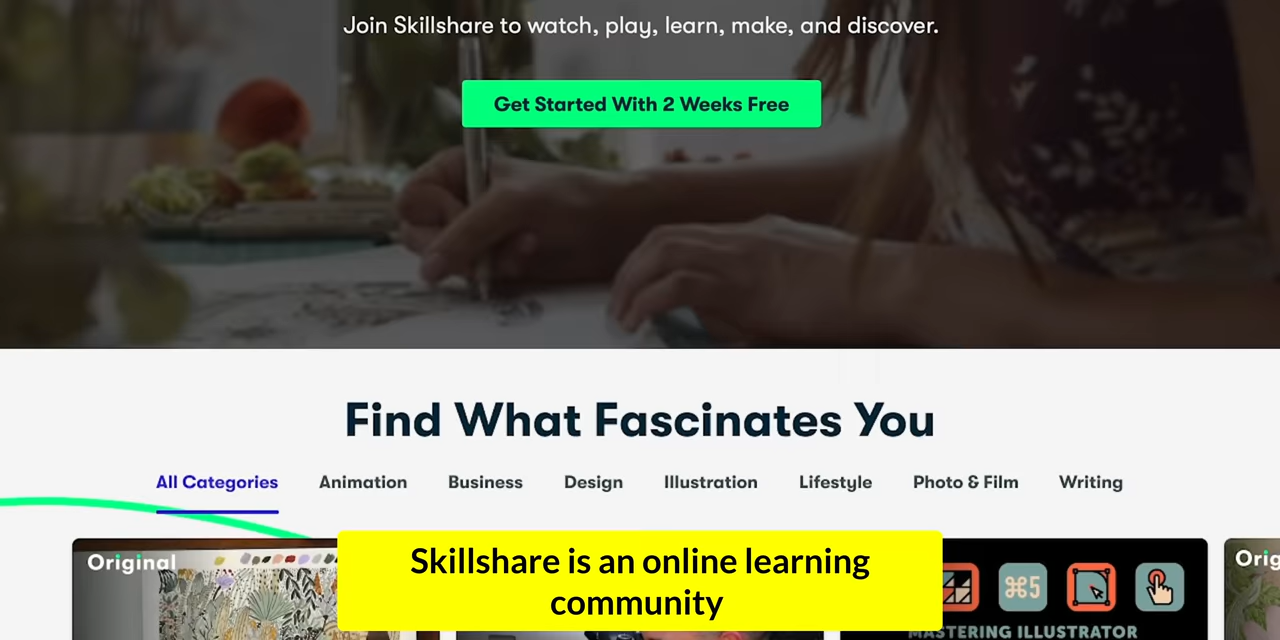 Join Skillshare to watch, play, learn, make, and discover.
Get Started With 2 Weeks Free
Find What Fascinates You
All Categories Animation Business Design Illustration Lifestyle Photo & Film Writing
Original
⌘5
Orig
Skillshare is an online learning
community
MASTERING ILLUSTRATOR